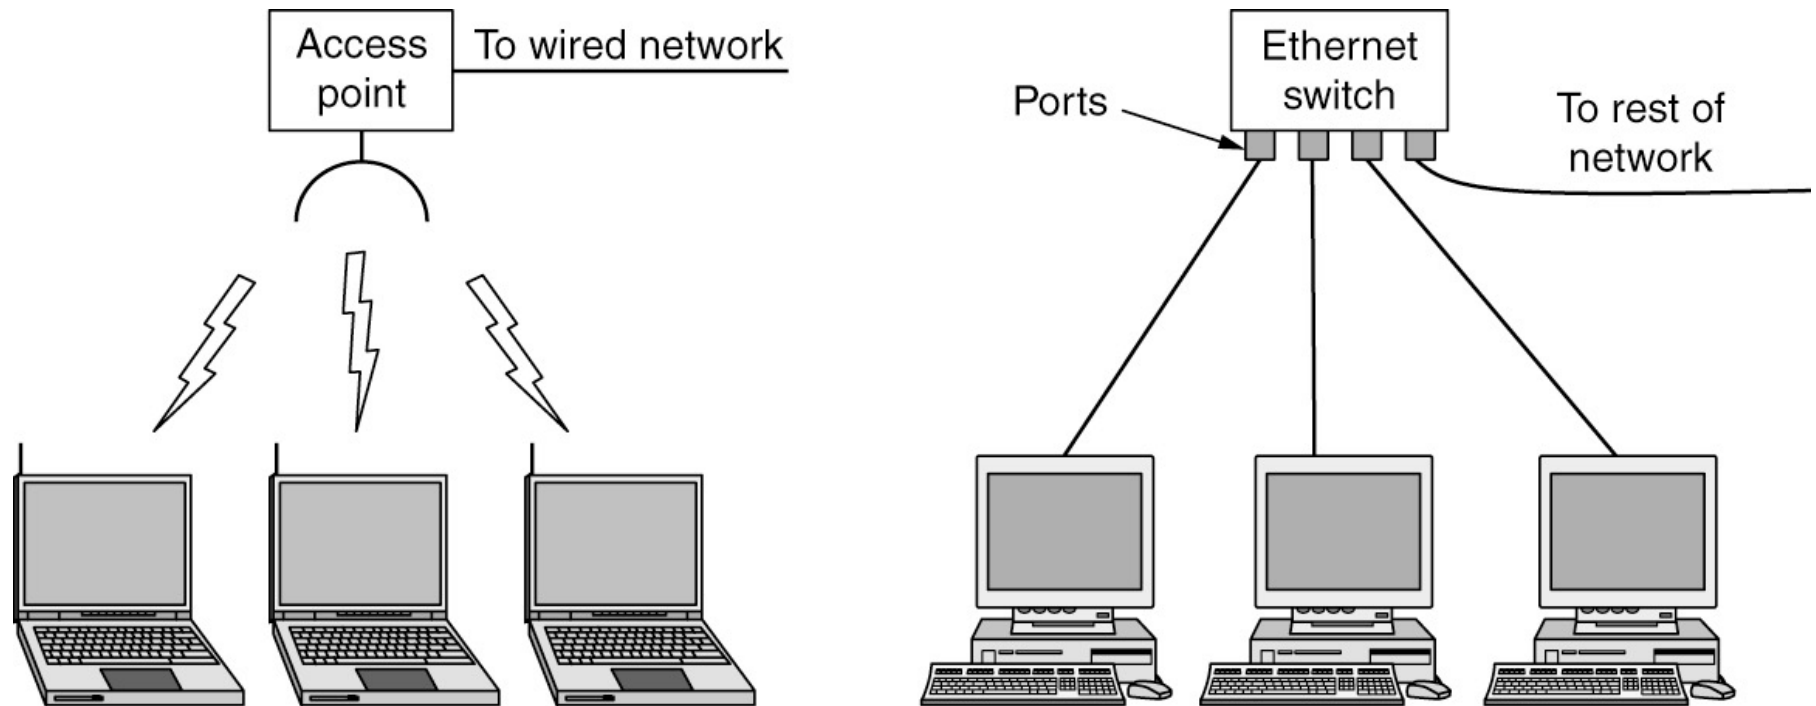 Access
point
To wired network
Ethernet
switch
Ports
To rest of
network